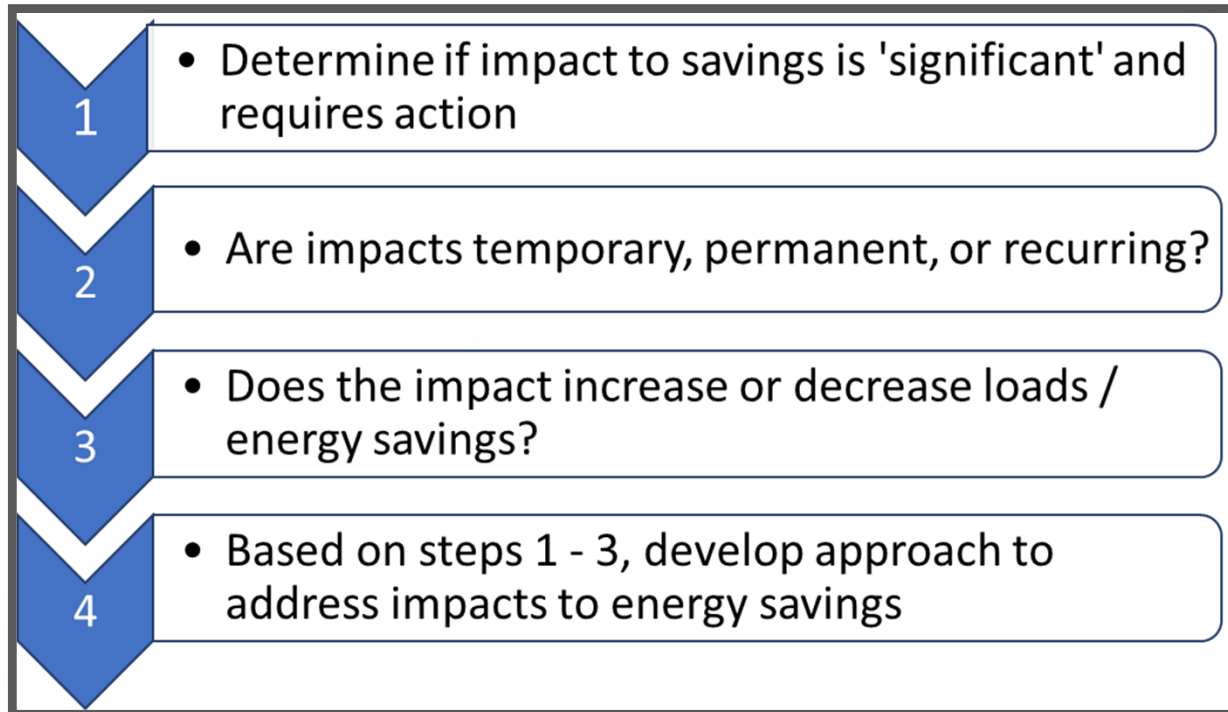 1
• Determine if impact to savings is 'significant' and
requires action
2
• Are impacts temporary, permanent, or recurring?
3
• Does the impact increase or decrease loads /
energy savings?
4
• Based on steps 1 - 3, develop approach to
address impacts to energy savings